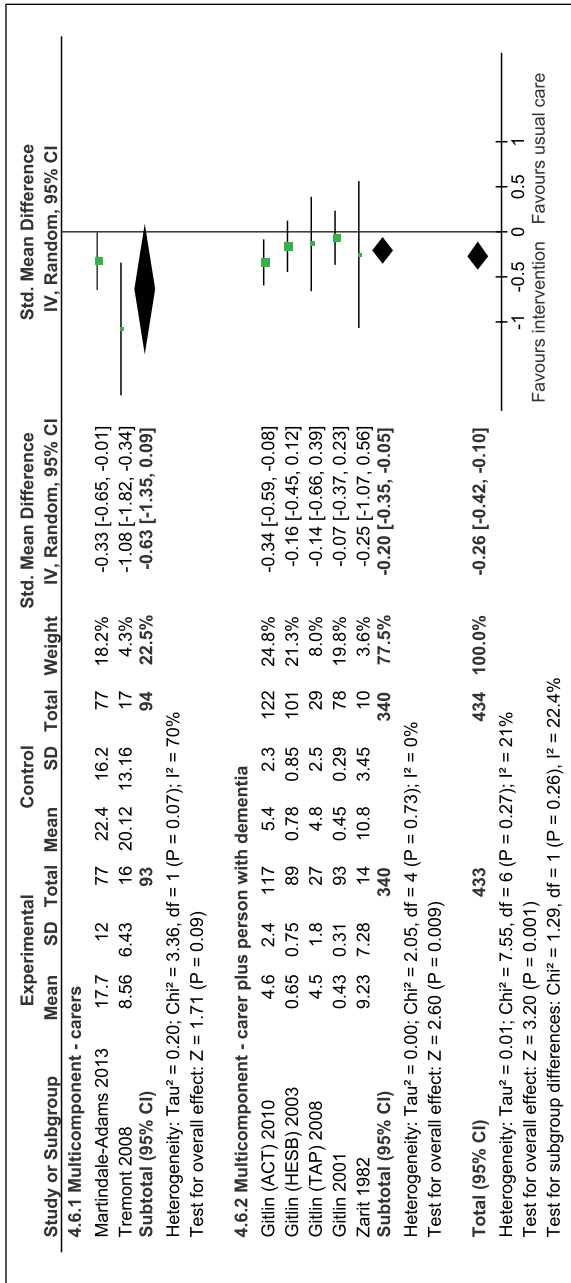 Experimental Control Std. Mean Difference Std. Mean Difference
Study or Subgroup Mean SD Total Mean SD Total Weight IV, Random, 95% CI IV, Random, 95% CI
4.6.1 Multicomponent - carers
Martindale-Adams 2013 17.7 12 77 22.4 16.2 77 18.2% -0.33 [-0.65, -0.01]
Tremont 2008 8.56 6.43 16 20.12 13.16 17 4.3% -1.08 [-1.82, -0.34]
Subtotal (95% CI) 93 94 22.5% -0.63 [-1.35, 0.09]
Heterogeneity: Tau² = 0.20; Chi² = 3.36, df = 1 (P = 0.07); I² = 70%
Test for overall effect: Z = 1.71 (P = 0.09)
4.6.2 Multicomponent - carer plus person with dementia
Gitlin (ACT) 2010 4.6 2.4 117 5.4 2.3 122 24.8% -0.34 [-0.59, -0.08]
Gitlin (HESB) 2003 0.65 0.75 89 0.78 0.85 101 21.3% -0.16 [-0.45, 0.12]
Gitlin (TAP) 2008 4.5 1.8 27 4.8 2.5 29 8.0% -0.14 [-0.66, 0.39]
Gitlin 2001 0.43 0.31 93 0.45 0.29 78 19.8% -0.07 [-0.37, 0.23]
Zarit 1982 9.23 7.28 14 10.8 3.45 10 3.6% -0.25 [-1.07, 0.56]
Subtotal (95% CI) 340 340 77.5% -0.20 [-0.35, -0.05]
Heterogeneity: Tau² = 0.00; Chi² = 2.05, df = 4 (P = 0.73); I² = 0%
Test for overall effect: Z = 2.60 (P = 0.009)
Total (95% CI) 433 434 100.0% -0.26 [-0.42, -0.10]
Heterogeneity: Tau² = 0.01; Chi² = 7.55, df = 6 (P = 0.27); I² = 21%
Test for overall effect: Z = 3.20 (P = 0.001)
Test for subgroup differences: Chi² = 1.29, df = 1 (P = 0.26), I² = 22.4%
-1 -0.5 0 0.5 1
Favours intervention Favours usual care